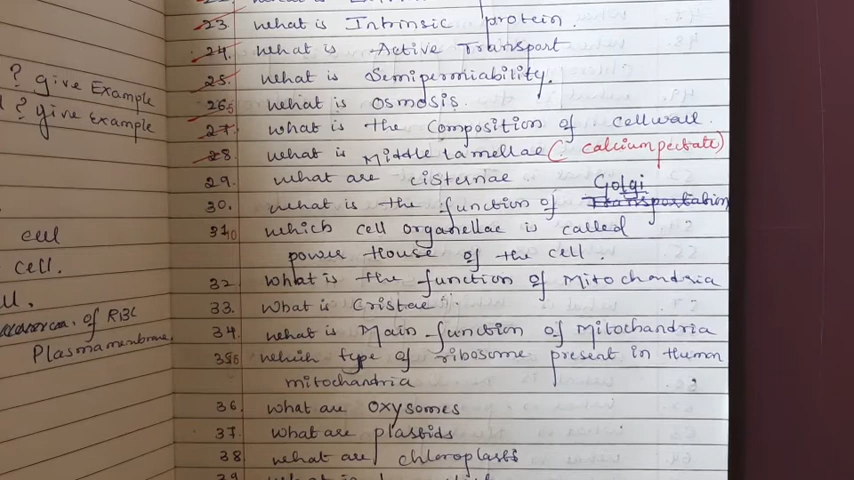 ? give Example
? give example
cell
cell.
of RBC
Plasmamenbrome
23. what is Intrinsic protein.
24. what is Active Transport
25. what is Semipermiability.
26. what is osmosis.
27. what is the composition of cellwall.
28. what is Middle lamellae (: calciumpectate)
29. what are cisternae
Golgi
30. what is the function of Transportation
31. which cell organellae is called
power House of the cell.
32. what is the function of Mitochandria
33. What is Cristae
34. what is Main function of Mitochandria
35. which type of ribosome present in Human
mitochandria
36. what are oxysomes
37. what are plastids
38 what are chloroplasts
39